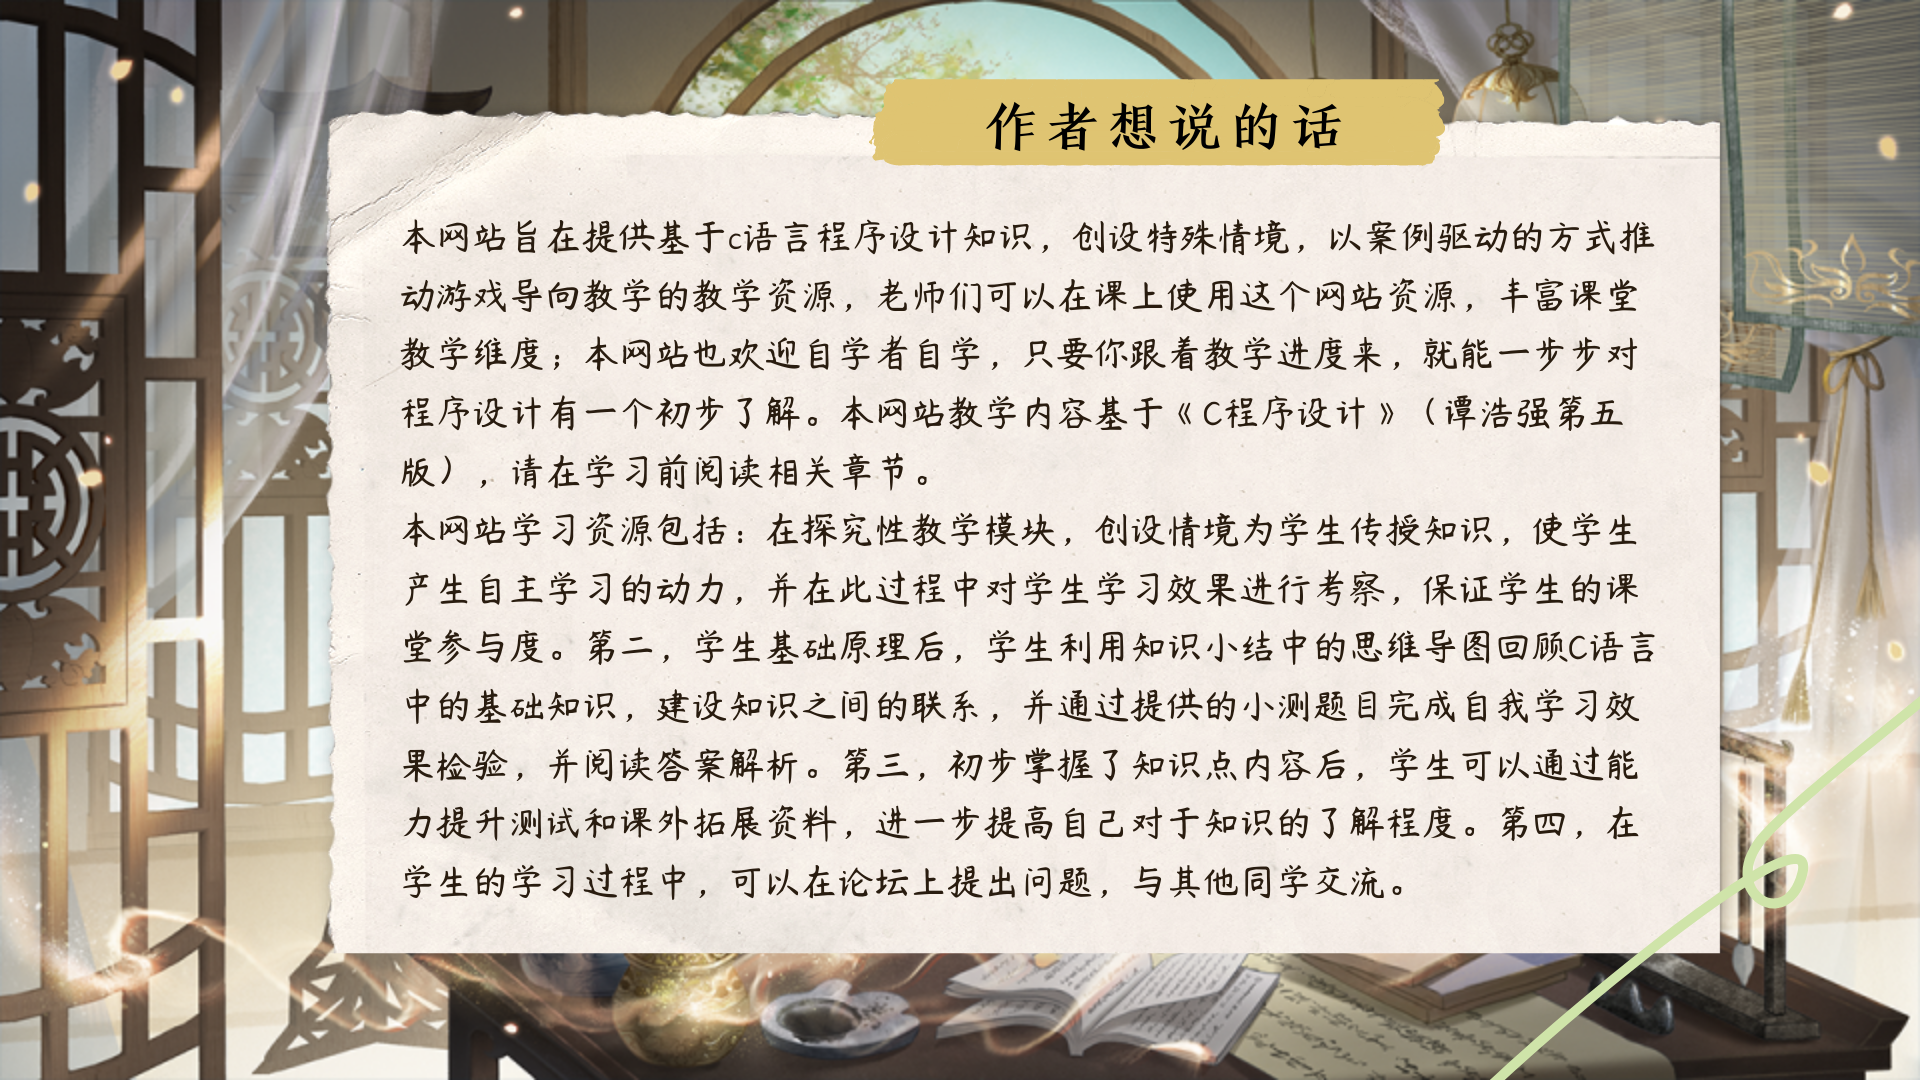 作者想说的话
本网站旨在提供基于c语言程序设计知识，创设特殊情境，以案例驱动的方式推
动游戏导向教学的教学资源，老师们可以在课上使用这个网站资源，丰富课堂
教学维度；本网站也欢迎自学者自学，只要你跟着教学进度来，就能一步步对
程序设计有一个初步了解。本网站教学内容基于《C程序设计》（谭浩强第五
版），请在学习前阅读相关章节。
本网站学习资源包括：在探究性教学模块，创设情境为学生传授知识，使学生
产生自主学习的动力，并在此过程中对学生学习效果进行考察，保证学生的课
堂参与度。第二，学生基础原理后，学生利用知识小结中的思维导图回顾C语言
中的基础知识，建设知识之间的联系，并通过提供的小测题目完成自我学习效
果检验，并阅读答案解析。第三，初步掌握了知识点内容后，学生可以通过能
力提升测试和课外拓展资料，进一步提高自己对于知识的了解程度。第四，在
学生的学习过程中，可以在论坛上提出问题，与其他同学交流。